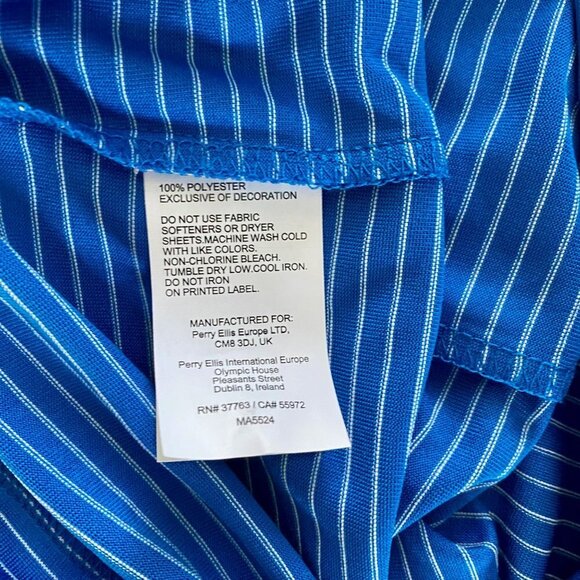 100% POLYESTER
EXCLUSIVE OF DECORATION
DO NOT USE FABRIC
SOFTENERS OR DRYER
SHEETS.MACHINE WASH COLD
WITH LIKE COLORS.
NON-CHLORINE BLEACH.
TUMBLE DRY LOW.COOL IRON.
DO NOT IRON
ON PRINTED LABEL.
MANUFACTURED FOR:
Perry Ellis Europe LTD,
CM8 3DJ, UK
Perry Ellis International Europe
Olympic House
Pleasants Street
Dublin 8, Ireland
RN# 37763 / CA# 55972
MA5524